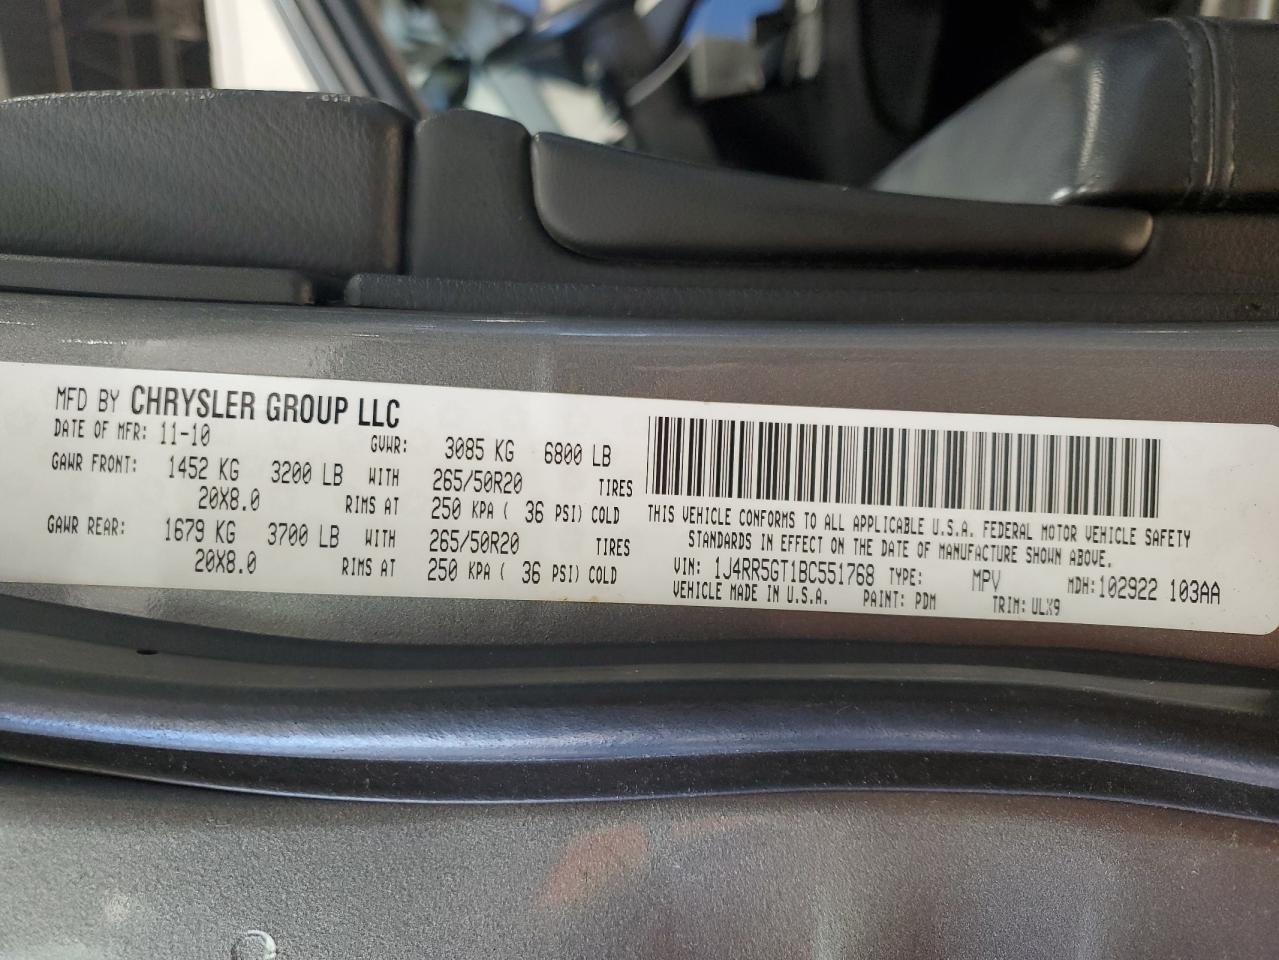 MFD BY CHRYSLER GROUP LLC
DATE OF MFR: 11-10 GVWR: 3085 KG 6800 LB
GAWR FRONT: 1452 KG 3200 LB WITH 265/50R20 TIRES
20X8.0 RIMS AT 250 KPA ( 36 PSI) COLD
GAWR REAR: 1679 KG 3700 LB WITH 265/50R20 TIRES
20X8.0 RIMS AT 250 KPA ( 36 PSI) COLD
THIS VEHICLE CONFORMS TO ALL APPLICABLE U.S.A. FEDERAL MOTOR VEHICLE SAFETY
STANDARDS IN EFFECT ON THE DATE OF MANUFACTURE SHOWN ABOVE.
VIN: 1J4RR5GT1BC551768 TYPE: MPV MDH: 102922 103AA
VEHICLE MADE IN U.S.A. PAINT: PDM TRIM: ULX9